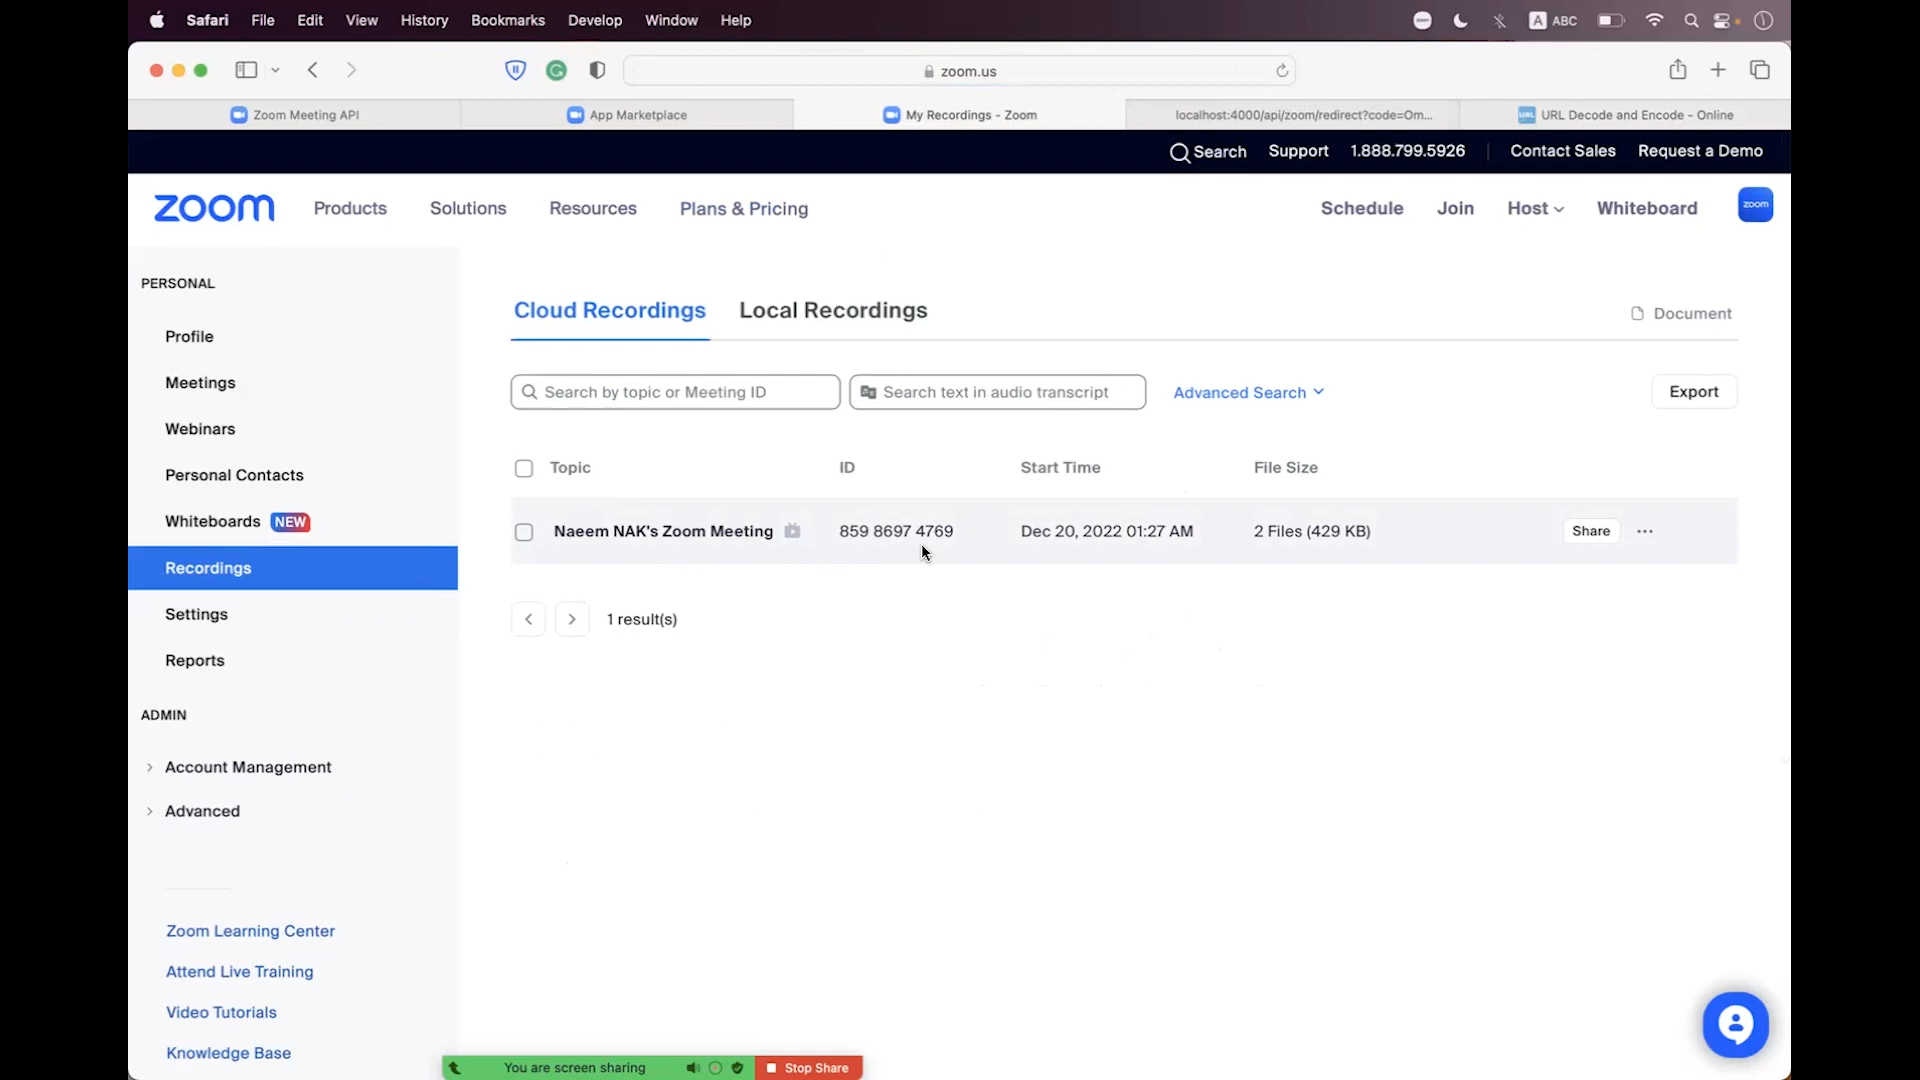 Safari File Edit View History Bookmarks Develop Window Help A ABC
zoom.us
Zoom Meeting API App Marketplace My Recordings - Zoom localhost:4000/api/zoom/redirect?code=Om... URL Decode and Encode - Online
Search Support 1.888.799.5926 Contact Sales Request a Demo
zoom Products Solutions Resources Plans & Pricing Schedule Join Host Whiteboard zoom
PERSONAL
Profile
Meetings
Webinars
Personal Contacts
Whiteboards NEW
Recordings
Settings
Reports
ADMIN
Account Management
Advanced
Zoom Learning Center
Attend Live Training
Video Tutorials
Knowledge Base
Cloud Recordings Local Recordings Document
Search by topic or Meeting ID Search text in audio transcript Advanced Search Export
Topic ID Start Time File Size
Naeem NAK's Zoom Meeting 859 8697 4769 Dec 20, 2022 01:27 AM 2 Files (429 KB) Share
1 result(s)
You are screen sharing Stop Share